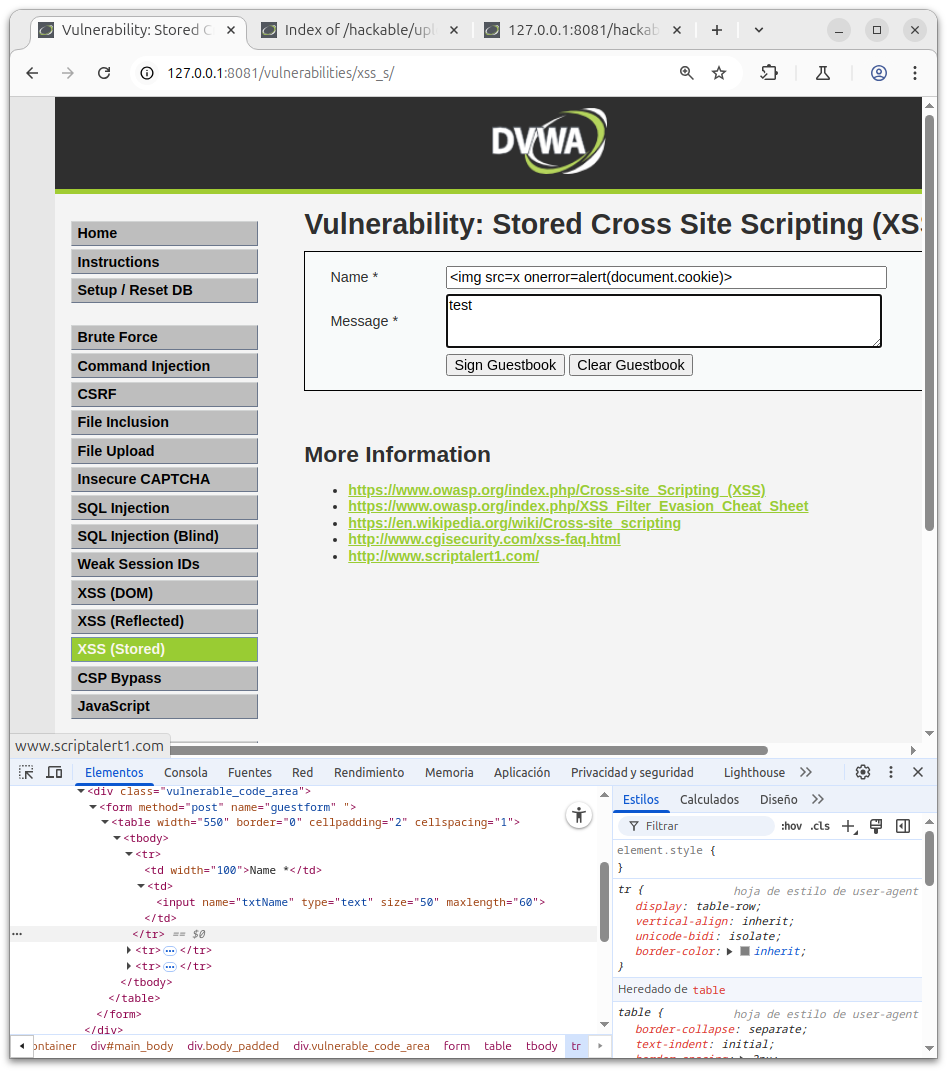 Vulnerability: Stored C
Index of /hackable/upl
127.0.0.1:8081/hackab
127.0.0.1:8081/vulnerabilities/xss_s/
DVWA
Home
Instructions
Setup / Reset DB
Brute Force
Command Injection
CSRF
File Inclusion
File Upload
Insecure CAPTCHA
SQL Injection
SQL Injection (Blind)
Weak Session IDs
XSS (DOM)
XSS (Reflected)
XSS (Stored)
CSP Bypass
JavaScript
Vulnerability: Stored Cross Site Scripting (XS
Name * <img src=x onerror=alert(document.cookie)>
Message * test
Sign Guestbook Clear Guestbook
More Information
https://www.owasp.org/index.php/Cross-site_Scripting_(XSS)
https://www.owasp.org/index.php/XSS_Filter_Evasion_Cheat_Sheet
https://en.wikipedia.org/wiki/Cross-site_scripting
http://www.cgisecurity.com/xss-faq.html
http://www.scriptalert1.com/
www.scriptalert1.com
Elementos Consola Fuentes Red Rendimiento Memoria Aplicación Privacidad y seguridad Lighthouse
<div class="vulnerable_code_area">
<form method="post" name="guestform" ">
<table width="550" border="0" cellpadding="2" cellspacing="1">
<tbody>
<tr>
<td width="100">Name *</td>
<td>
<input name="txtName" type="text" size="50" maxlength="60">
</td>
</tr> == $0
<tr> … </tr>
<tr> … </tr>
</tbody>
</table>
</form>
</div>
ontainer div#main_body div.body_padded div.vulnerable_code_area form table tbody tr
Estilos Calculados Diseño
Filtrar :hov .cls
element.style {
}
tr { hoja de estilo de user-agent
display: table-row;
vertical-align: inherit;
unicode-bidi: isolate;
border-color: inherit;
}
Heredado de table
table { hoja de estilo de user-agent
border-collapse: separate;
text-indent: initial;
border-spacing: 2px;